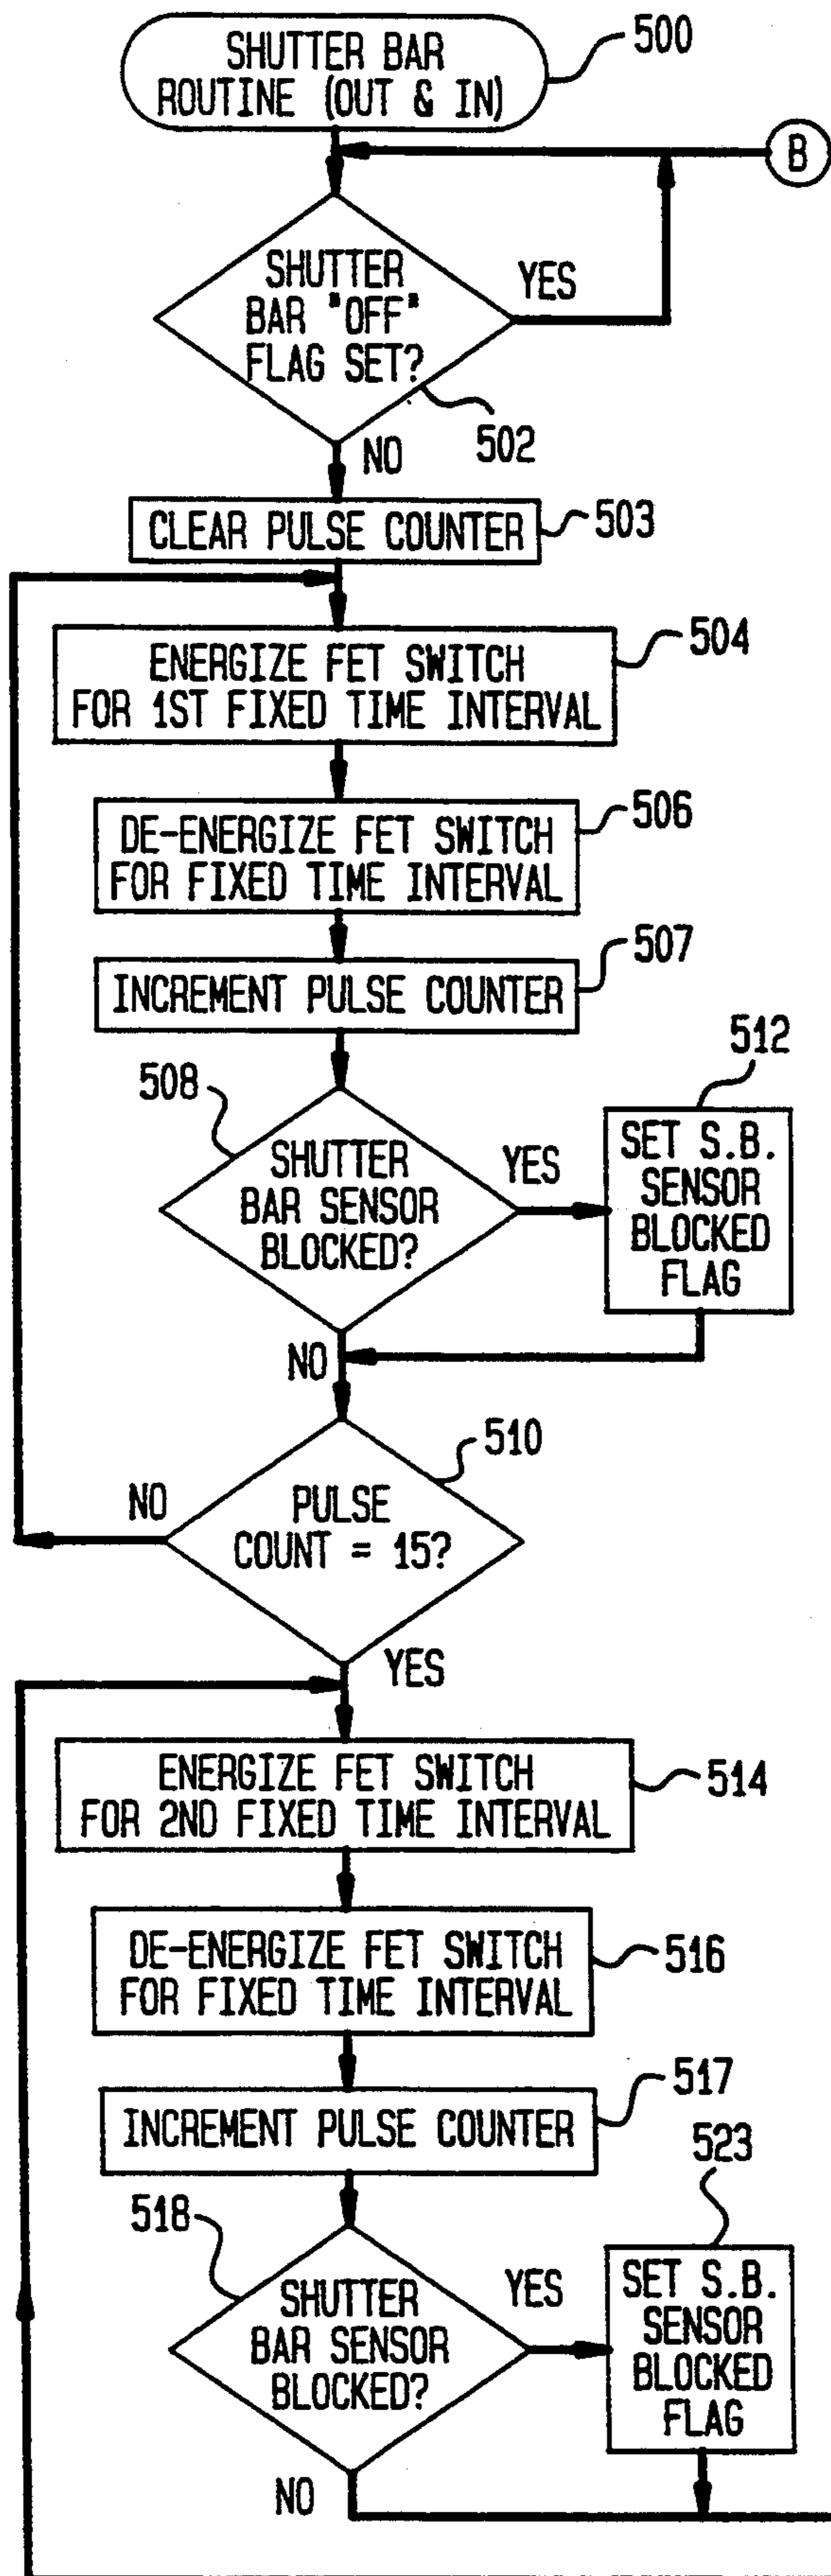 SHUTTER BAR
ROUTINE (OUT & IN)
500
B
SHUTTER
BAR "OFF"
FLAG SET?
YES
502
NO
CLEAR PULSE COUNTER
503
ENERGIZE FET SWITCH
FOR 1ST FIXED TIME INTERVAL
504
DE-ENERGIZE FET SWITCH
FOR FIXED TIME INTERVAL
506
INCREMENT PULSE COUNTER
507
508
SHUTTER
BAR SENSOR
BLOCKED?
YES
512
SET S.B.
SENSOR
BLOCKED
FLAG
NO
510
PULSE
COUNT = 15?
NO
YES
ENERGIZE FET SWITCH
FOR 2ND FIXED TIME INTERVAL
514
DE-ENERGIZE FET SWITCH
FOR FIXED TIME INTERVAL
516
INCREMENT PULSE COUNTER
517
518
SHUTTER
BAR SENSOR
BLOCKED?
YES
523
SET S.B.
SENSOR
BLOCKED
FLAG
NO